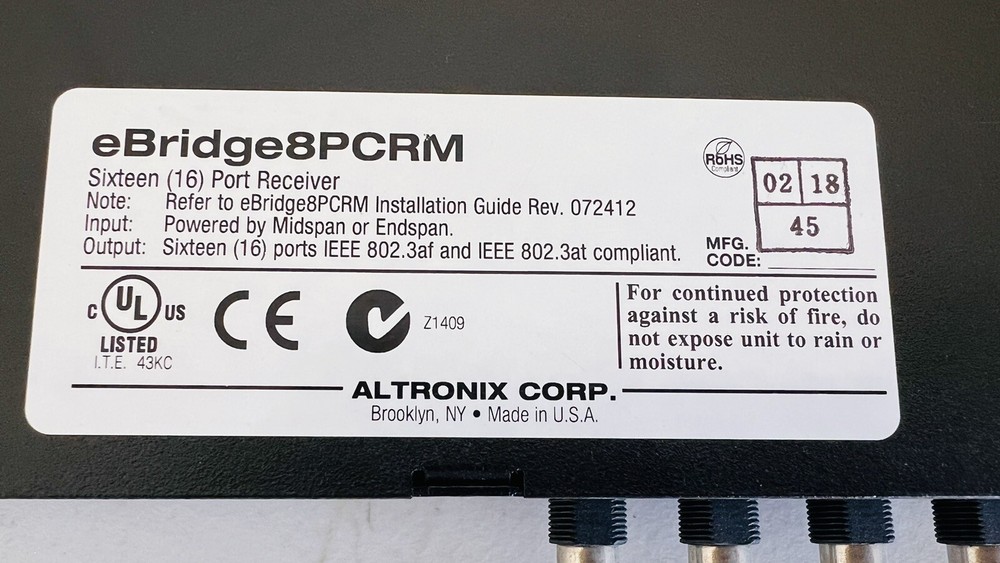 eBridge8PCRM
Sixteen (16) Port Receiver
Note: Refer to eBridge8PCRM Installation Guide Rev. 072412
Input: Powered by Midspan or Endspan.
Output: Sixteen (16) ports IEEE 802.3af and IEEE 802.3at compliant.
RoHS
Compliant
02 18
45
MFG.
CODE:
C UL US
LISTED
I.T.E. 43KC
CE
Z1409
For continued protection
against a risk of fire, do
not expose unit to rain or
moisture.
ALTRONIX CORP.
Brooklyn, NY • Made in U.S.A.